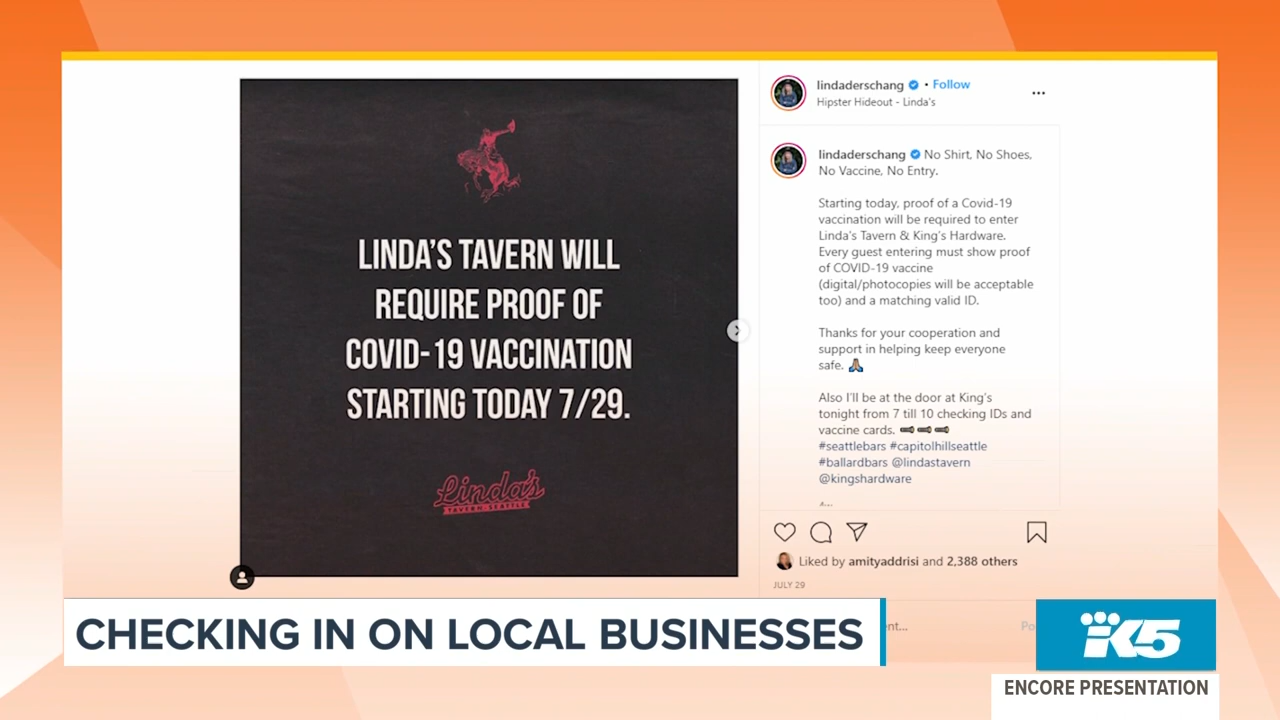 LINDA'S TAVERN WILL
REQUIRE PROOF OF
COVID-19 VACCINATION
STARTING TODAY 7/29.
Linda's
TAVERN SEATTLE
lindaderschang • Follow
Hipster Hideout - Linda's
lindaderschang No Shirt, No Shoes,
No Vaccine, No Entry.
Starting today, proof of a Covid-19
vaccination will be required to enter
Linda's Tavern & King's Hardware.
Every guest entering must show proof
of COVID-19 vaccine
(digital/photocopies will be acceptable
too) and a matching valid ID.
Thanks for your cooperation and
support in helping keep everyone
safe. 🙏🏽
Also I'll be at the door at King's
tonight from 7 till 10 checking IDs and
vaccine cards. 🔦🔦🔦
#seattlebars #capitolhillseattle
#ballardbars @lindastavern
@kingshardware
Liked by amityaddrisi and 2,388 others
JULY 29
CHECKING IN ON LOCAL BUSINESSES
K5
ENCORE PRESENTATION